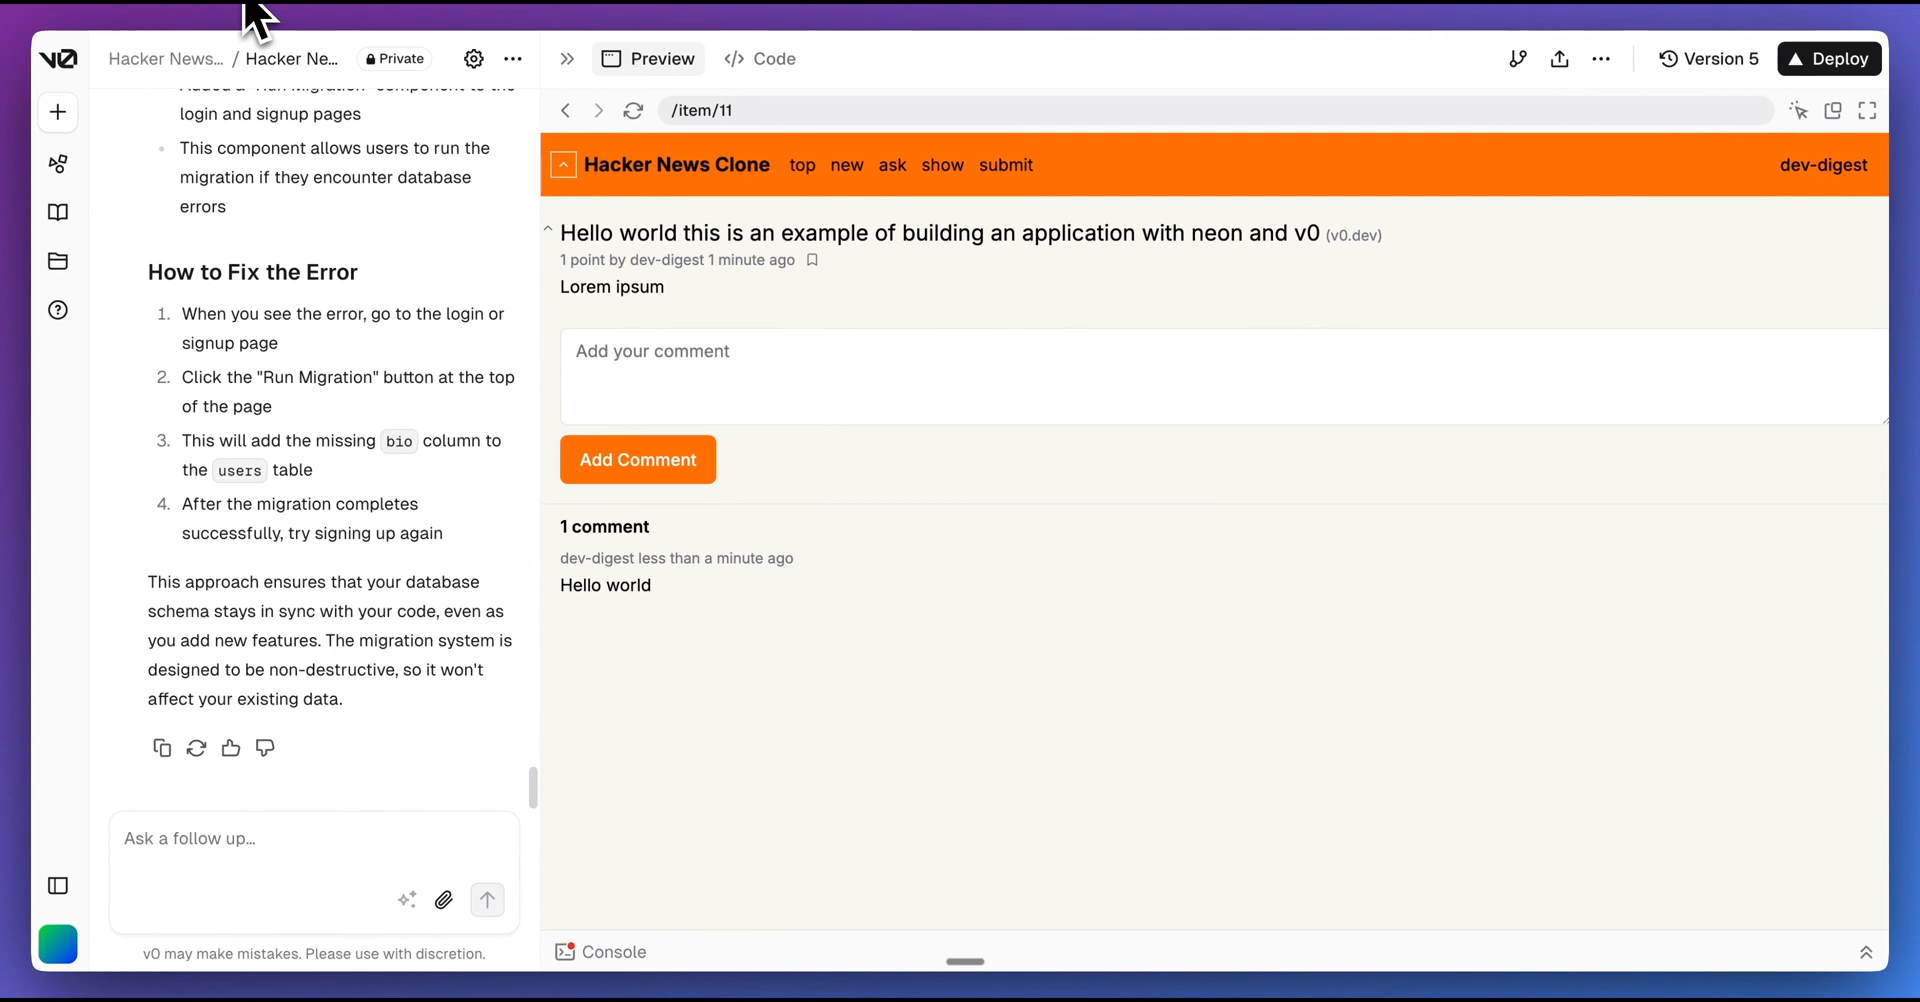 v0
Hacker News... / Hacker Ne...
Private
Preview
Code
Version 5
Deploy
/item/11
Added a "Run Migration" component to the
login and signup pages
This component allows users to run the
migration if they encounter database
errors
How to Fix the Error
1. When you see the error, go to the login or
signup page
2. Click the "Run Migration" button at the top
of the page
3. This will add the missing bio column to
the users table
4. After the migration completes
successfully, try signing up again
This approach ensures that your database
schema stays in sync with your code, even as
you add new features. The migration system is
designed to be non-destructive, so it won't
affect your existing data.
Ask a follow up...
v0 may make mistakes. Please use with discretion.
Hacker News Clone top new ask show submit
dev-digest
Hello world this is an example of building an application with neon and v0 (v0.dev)
1 point by dev-digest 1 minute ago
Lorem ipsum
Add your comment
Add Comment
1 comment
dev-digest less than a minute ago
Hello world
Console